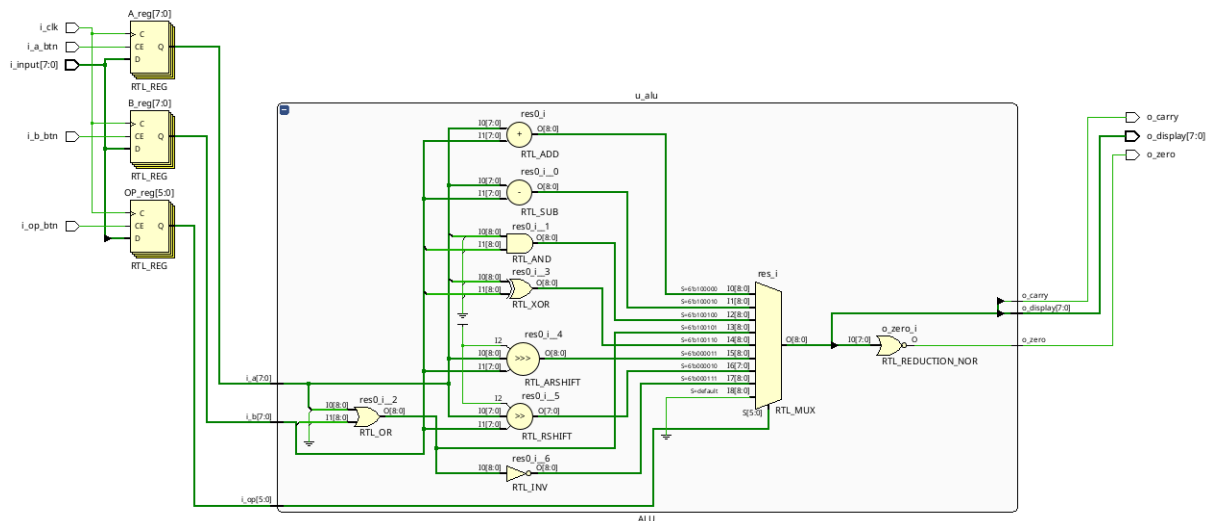 A_reg[7:0]
i_clk
C
i_a_btn
CE
Q
i_input[7:0]
D
RTL_REG
B_reg[7:0]
C
i_b_btn
CE
Q
D
RTL_REG
OP_reg[5:0]
C
i_op_btn
CE
Q
D
RTL_REG
u_alu
res0_i
I0[7:0]
I1[7:0]
+
O[8:0]
RTL_ADD
res0_i__0
I0[7:0]
I1[7:0]
-
O[8:0]
RTL_SUB
res0_i__1
I0[8:0]
I1[8:0]
O[8:0]
RTL_AND
res0_i__3
I0[8:0]
I1[8:0]
O[8:0]
RTL_XOR
res0_i__4
I2
I0[8:0]
I1[7:0]
>>>
O[8:0]
RTL_ARSHIFT
res0_i__5
I2
I0[7:0]
I1[7:0]
>>
O[7:0]
RTL_RSHIFT
res0_i__6
I0[8:0]
O[8:0]
RTL_INV
i_a[7:0]
i_b[7:0]
i_op[5:0]
res0_i__2
I0[8:0]
I1[8:0]
O[8:0]
RTL_OR
res_i
S=6'b100000 I0[8:0]
S=6'b100010 I1[8:0]
S=6'b100100 I2[8:0]
S=6'b100101 I3[8:0]
S=6'b100110 I4[8:0]
S=6'b000011 I5[8:0]
S=6'b000010 I6[7:0]
S=6'b000111 I7[8:0]
S=default I8[8:0]
S[5:0]
O[8:0]
RTL_MUX
o_zero_i
I0[7:0]
O
RTL_REDUCTION_NOR
o_carry
o_display[7:0]
o_zero
o_carry
o_display[7:0]
o_zero
ALU